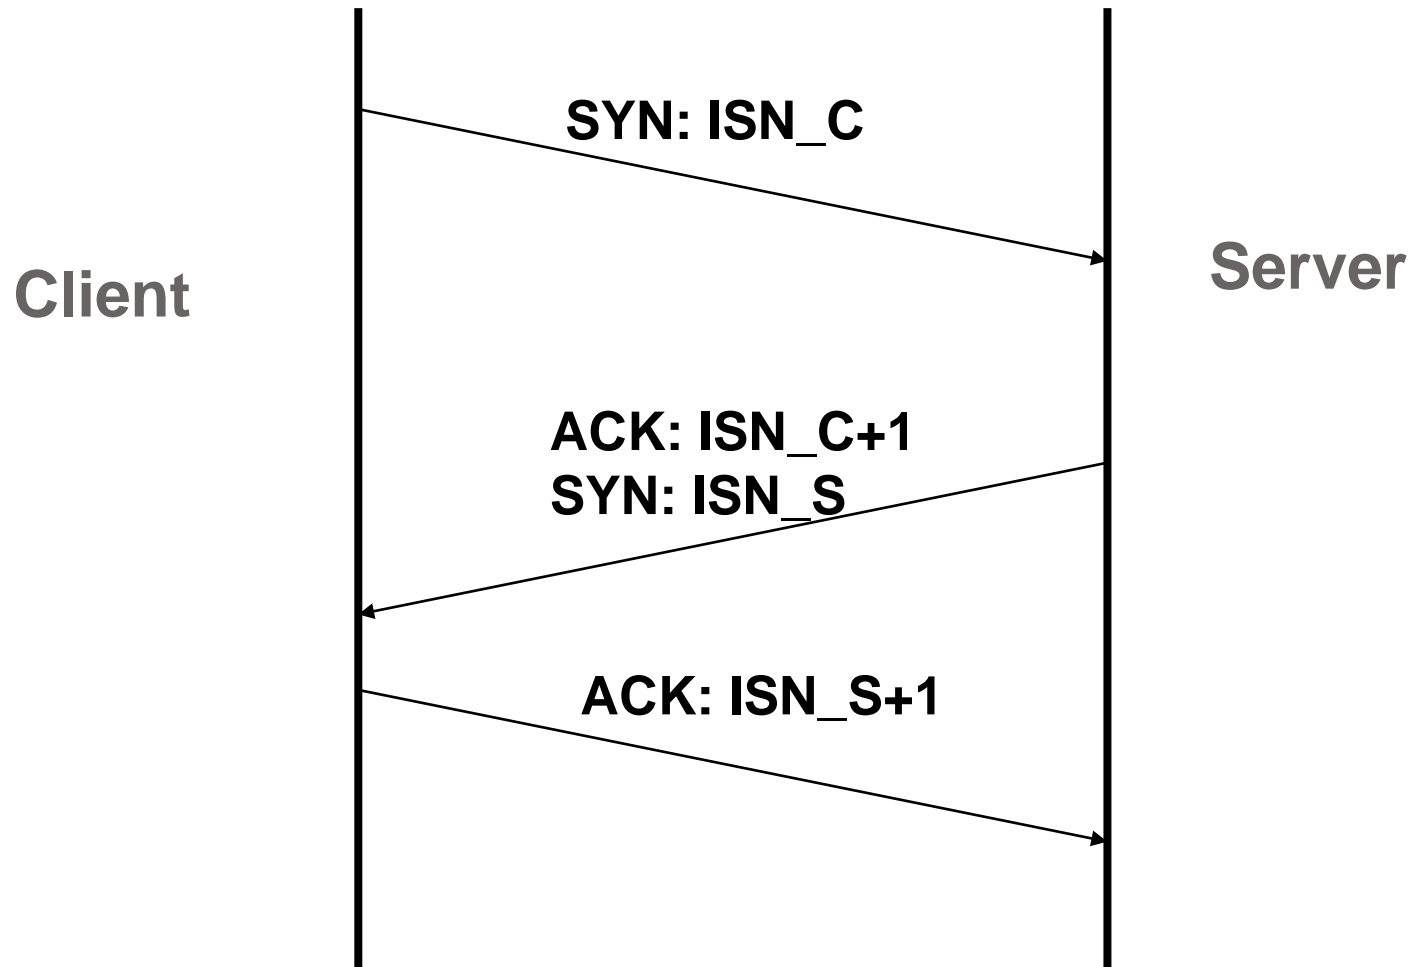 SYN: ISN_C
Client
Server
ACK: ISN_C+1
SYN: ISN_S
ACK: ISN_S+1